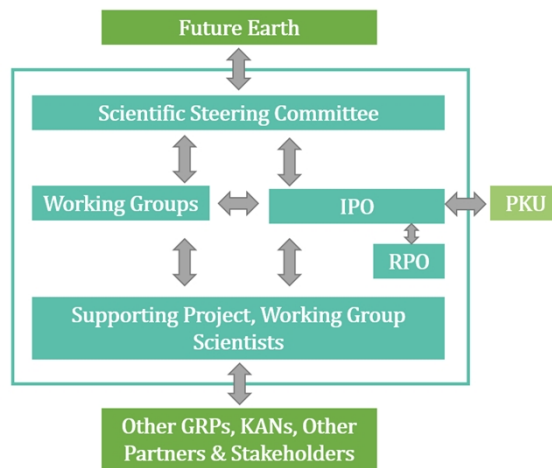 Future Earth
Scientific Steering Committee
Working Groups
IPO
PKU
RPO
Supporting Project, Working Group
Scientists
Other GRPs, KANs, Other
Partners & Stakeholders